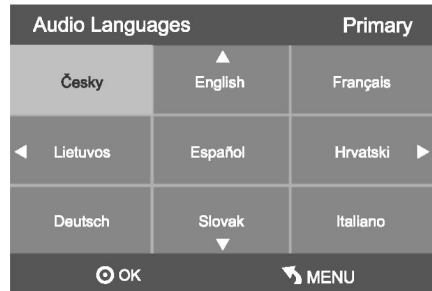 Audio Languages Primary
Česky English Français
Lietuvos Español Hrvatski
Deutsch Slovak Italiano
OK MENU